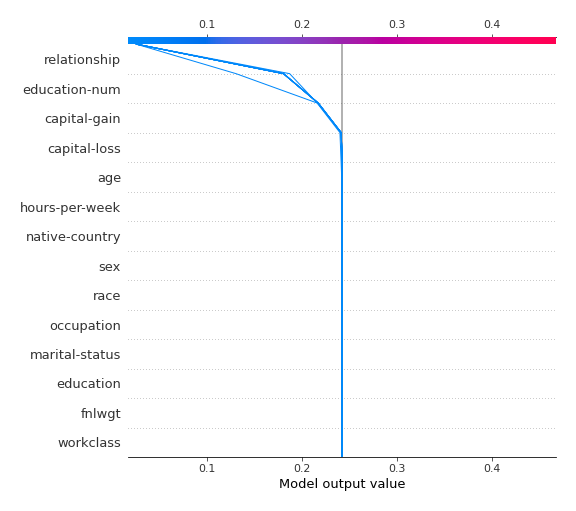 0.1 0.2 0.3 0.4
relationship
education-num
capital-gain
capital-loss
age
hours-per-week
native-country
sex
race
occupation
marital-status
education
fnlwgt
workclass
0.1 0.2 0.3 0.4
Model output value